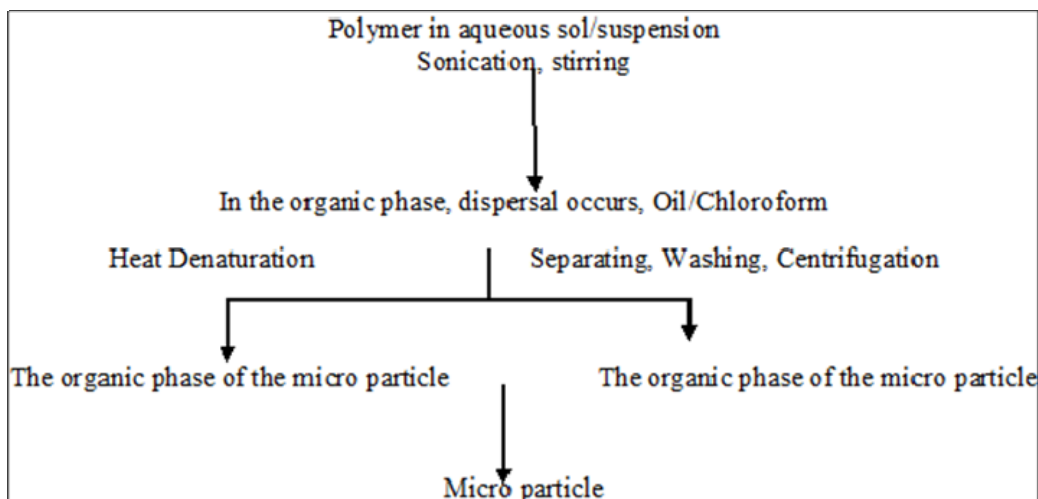 Polymer in aqueous sol/suspension
Sonication, stirring
In the organic phase, dispersal occurs, Oil/Chloroform
Heat Denaturation
Separating, Washing, Centrifugation
The organic phase of the micro particle
The organic phase of the micro particle
Micro particle